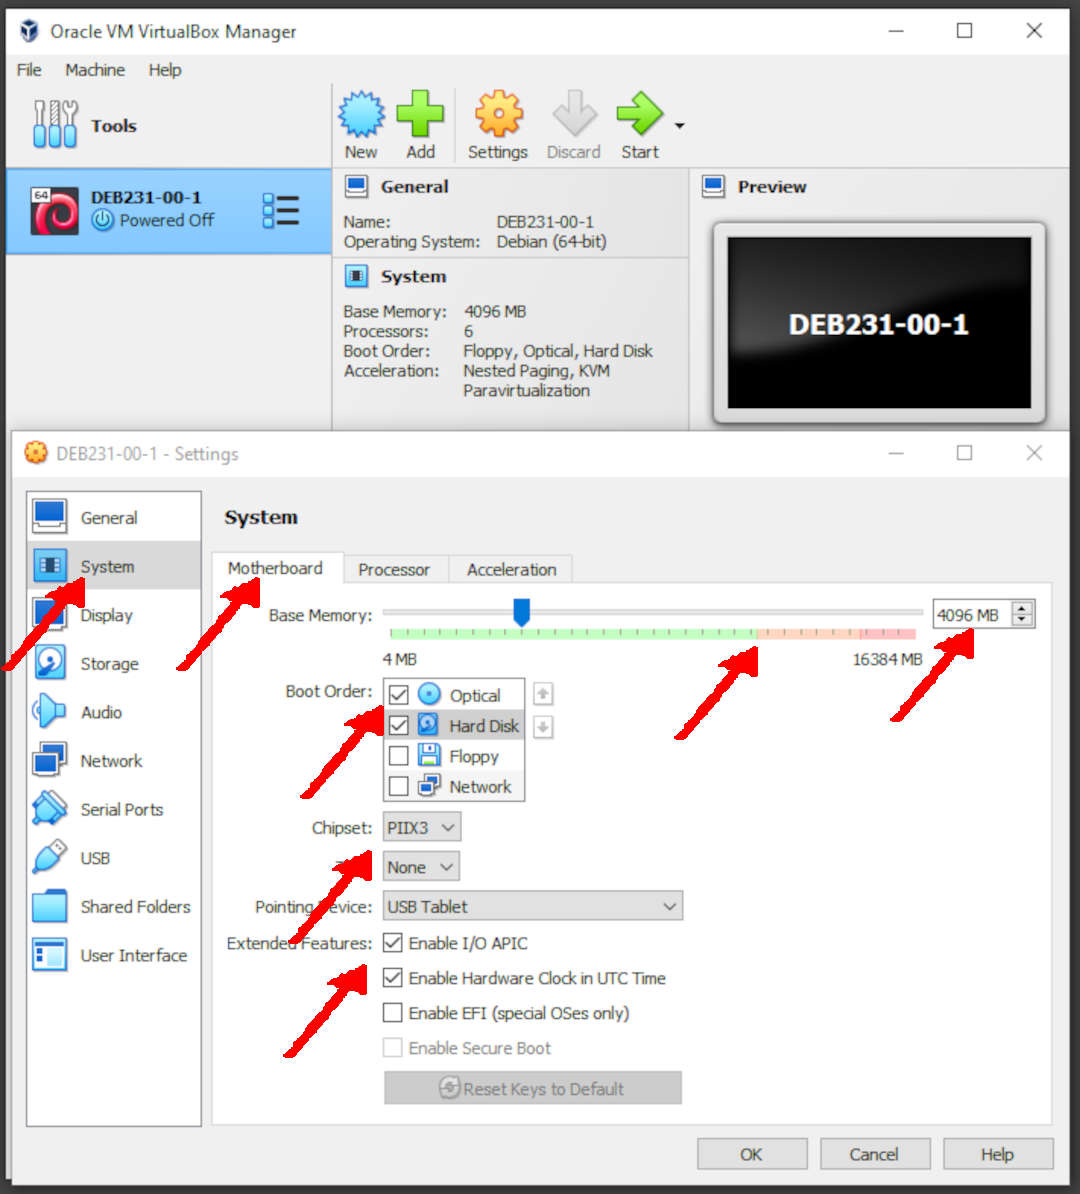 Oracle VM VirtualBox Manager
File Machine Help
Tools
New Add Settings Discard Start
64
DEB231-00-1
Powered Off
General
Name: DEB231-00-1
Operating System: Debian (64-bit)
System
Base Memory: 4096 MB
Processors: 6
Boot Order: Floppy, Optical, Hard Disk
Acceleration: Nested Paging, KVM
Paravirtualization
Preview
DEB231-00-1
DEB231-00-1 - Settings
General
System
Display
Storage
Audio
Network
Serial Ports
USB
Shared Folders
User Interface
System
Motherboard Processor Acceleration
Base Memory: 4096 MB
4 MB 16384 MB
Boot Order: Optical
Hard Disk
Floppy
Network
Chipset: PIIX3
None
Pointing Device: USB Tablet
Extended Features: Enable I/O APIC
Enable Hardware Clock in UTC Time
Enable EFI (special OSes only)
Enable Secure Boot
Reset Keys to Default
OK Cancel Help